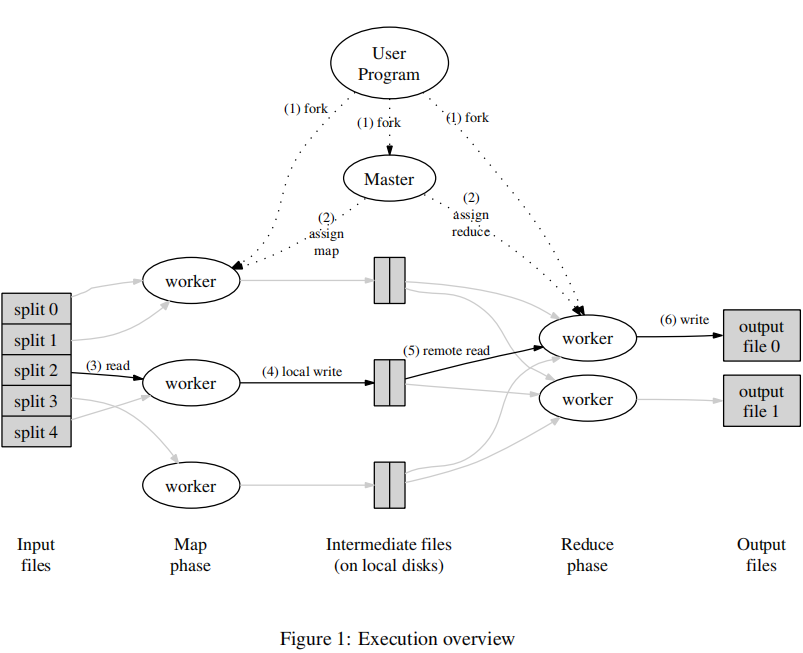 User
Program
(1) fork
(1) fork
(1) fork
Master
(2)
assign
map
(2)
assign
reduce
worker
split 0
split 1
split 2
split 3
split 4
(3) read
worker
(4) local write
(5) remote read
worker
(6) write
output
file 0
worker
output
file 1
worker
Input
files
Map
phase
Intermediate files
(on local disks)
Reduce
phase
Output
files
Figure 1: Execution overview